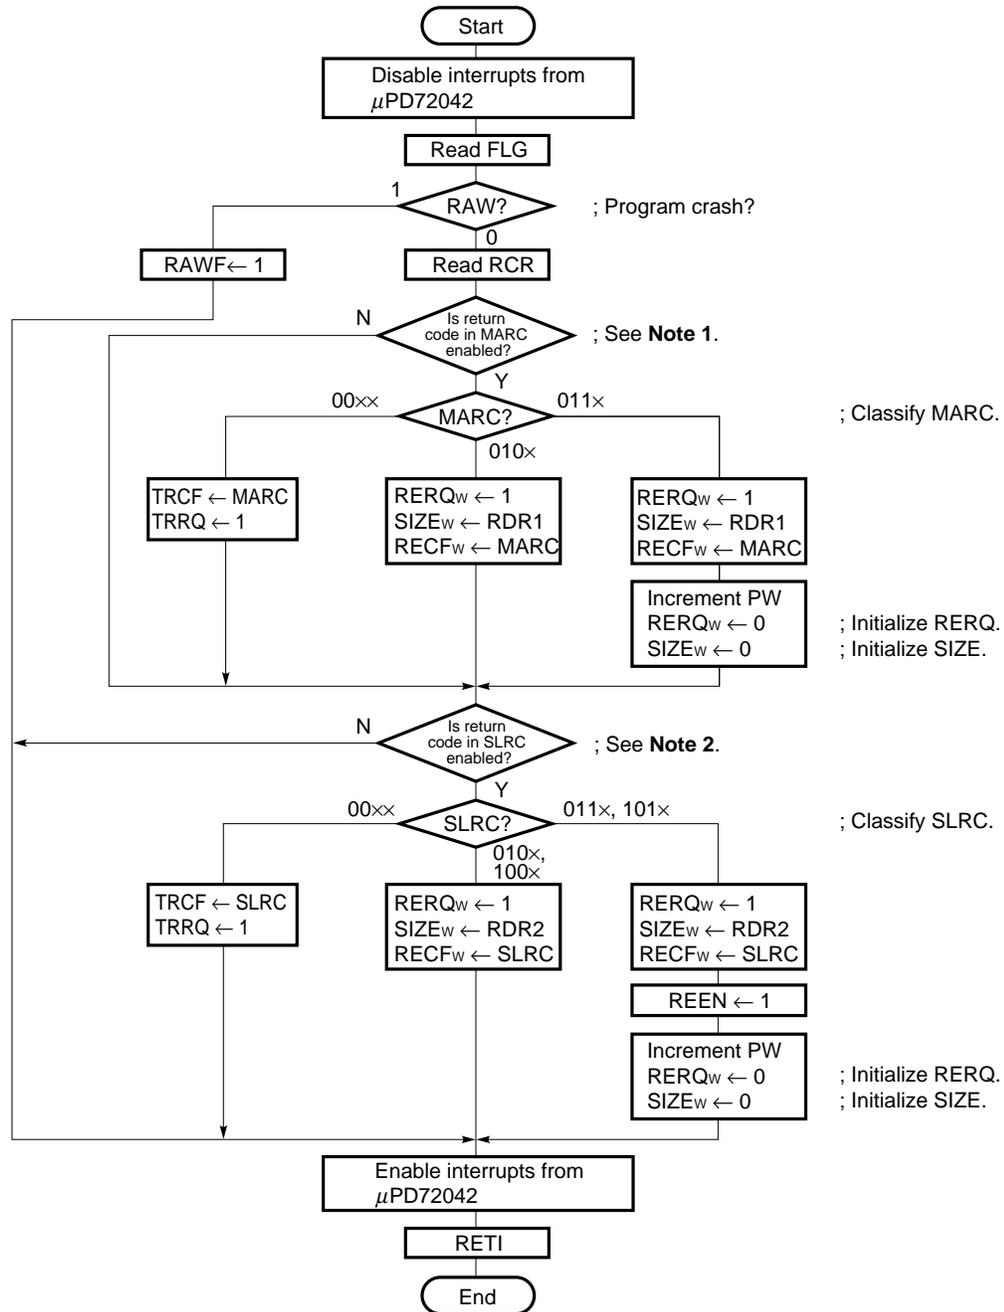 Start
Disable interrupts from
μPD72042
Read FLG
1
RAW?
; Program crash?
0
RAWF← 1
Read RCR
N
Is return
code in MARC
enabled?
; See Note 1.
Y
00××
MARC?
011×
; Classify MARC.
010×
TRCF ← MARC
TRRQ ← 1
RERQW ← 1
SIZEW ← RDR1
RECFW ← MARC
RERQW ← 1
SIZEW ← RDR1
RECFW ← MARC
Increment PW
RERQW ← 0
; Initialize RERQ.
SIZEW ← 0
; Initialize SIZE.
N
Is return
code in SLRC
enabled?
; See Note 2.
Y
00××
SLRC?
011×, 101×
; Classify SLRC.
010×,
100×
TRCF ← SLRC
TRRQ ← 1
RERQW ← 1
SIZEW ← RDR2
RECFW ← SLRC
RERQW ← 1
SIZEW ← RDR2
RECFW ← SLRC
REEN ← 1
Increment PW
RERQW ← 0
; Initialize RERQ.
SIZEW ← 0
; Initialize SIZE.
Enable interrupts from
μPD72042
RETI
End